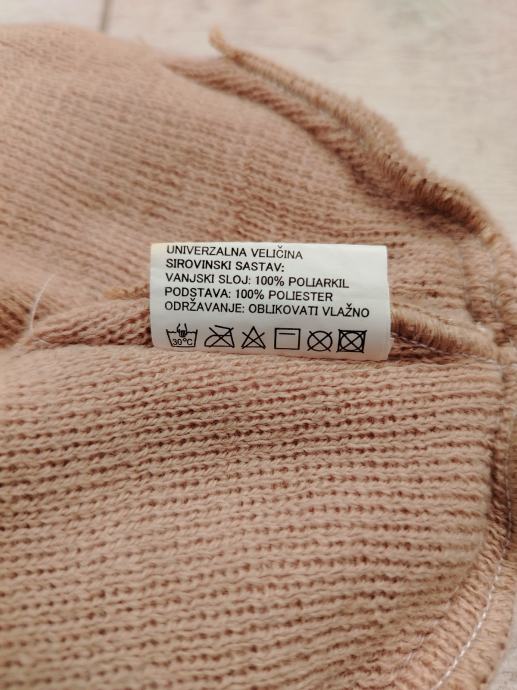 UNIVERZALNA VELIČINA
SIROVINSKI SASTAV:
VANJSKI SLOJ: 100% POLIARKIL
PODSTAVA: 100% POLIESTER
ODRŽAVANJE: OBLIKOVATI VLAŽNO
30°C